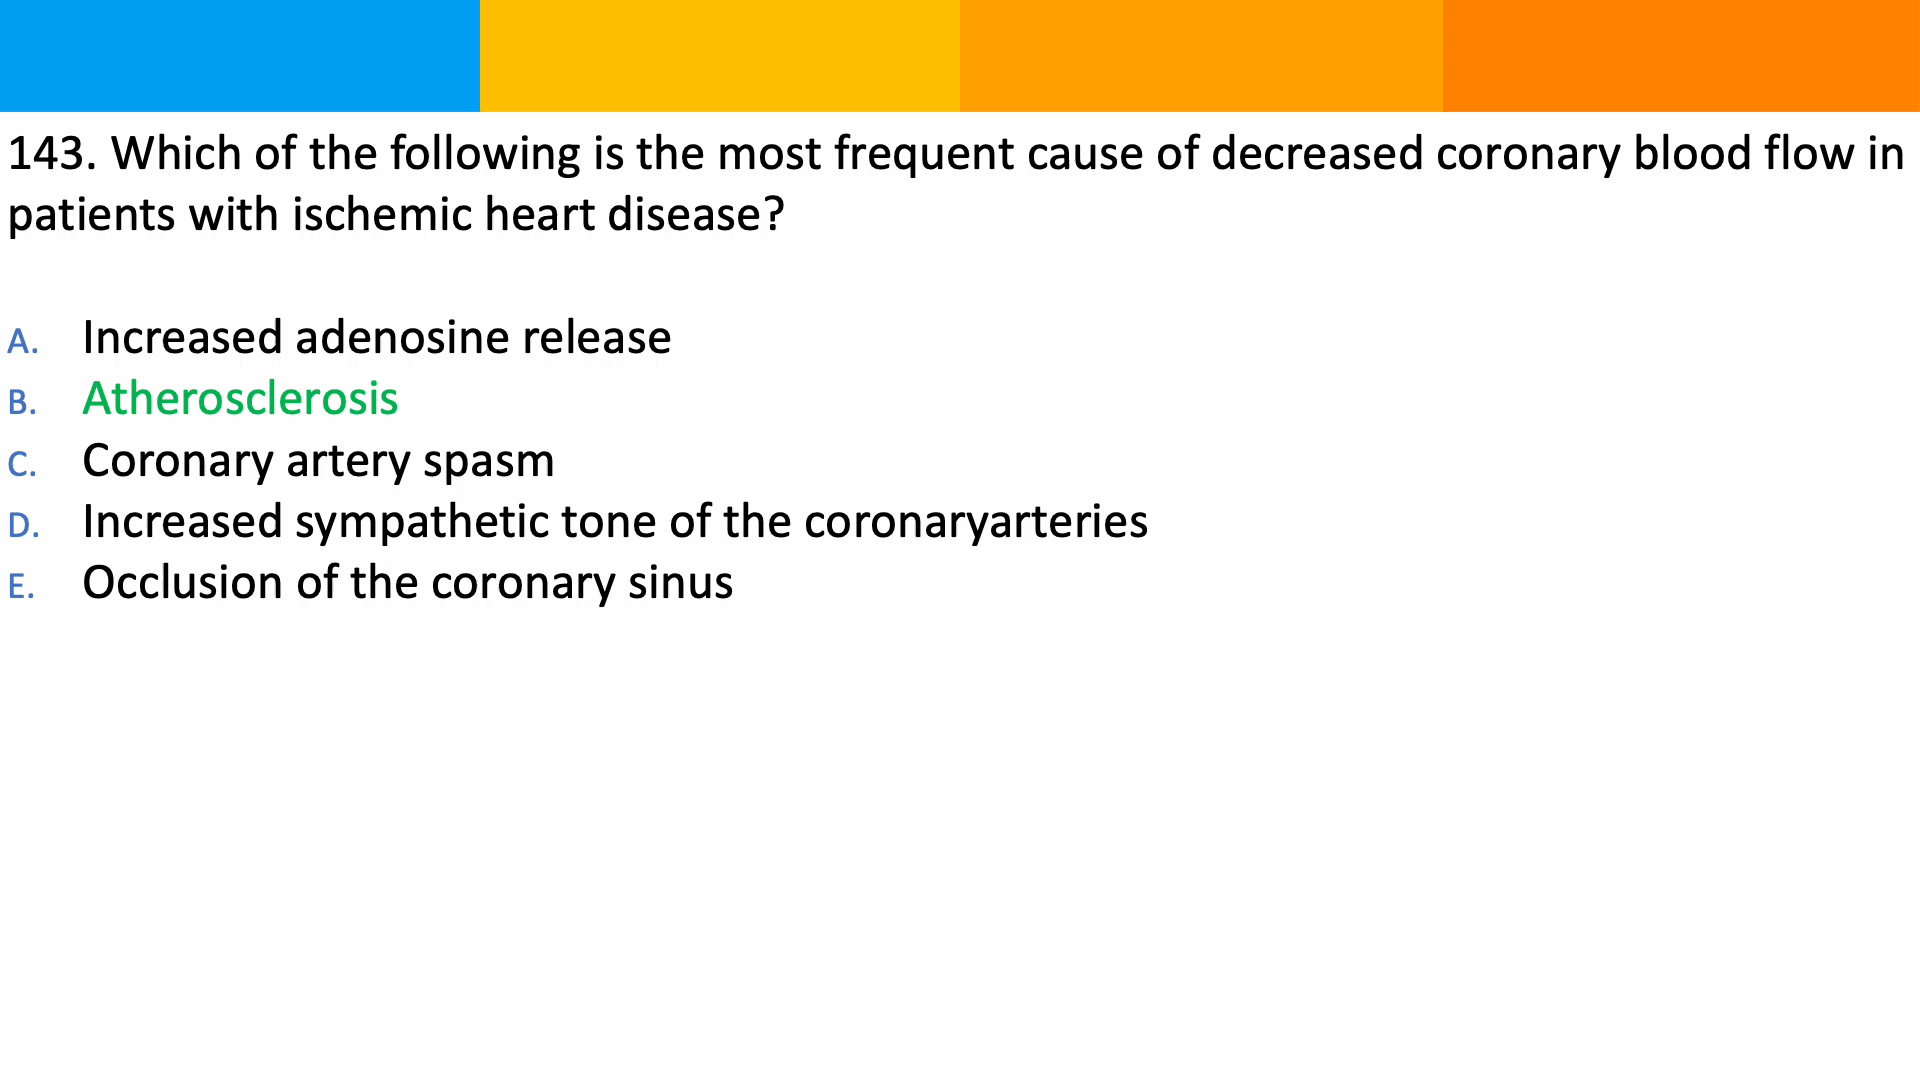 143. Which of the following is the most frequent cause of decreased coronary blood flow in
patients with ischemic heart disease?
A. Increased adenosine release
B. Atherosclerosis
C. Coronary artery spasm
D. Increased sympathetic tone of the coronaryarteries
E. Occlusion of the coronary sinus